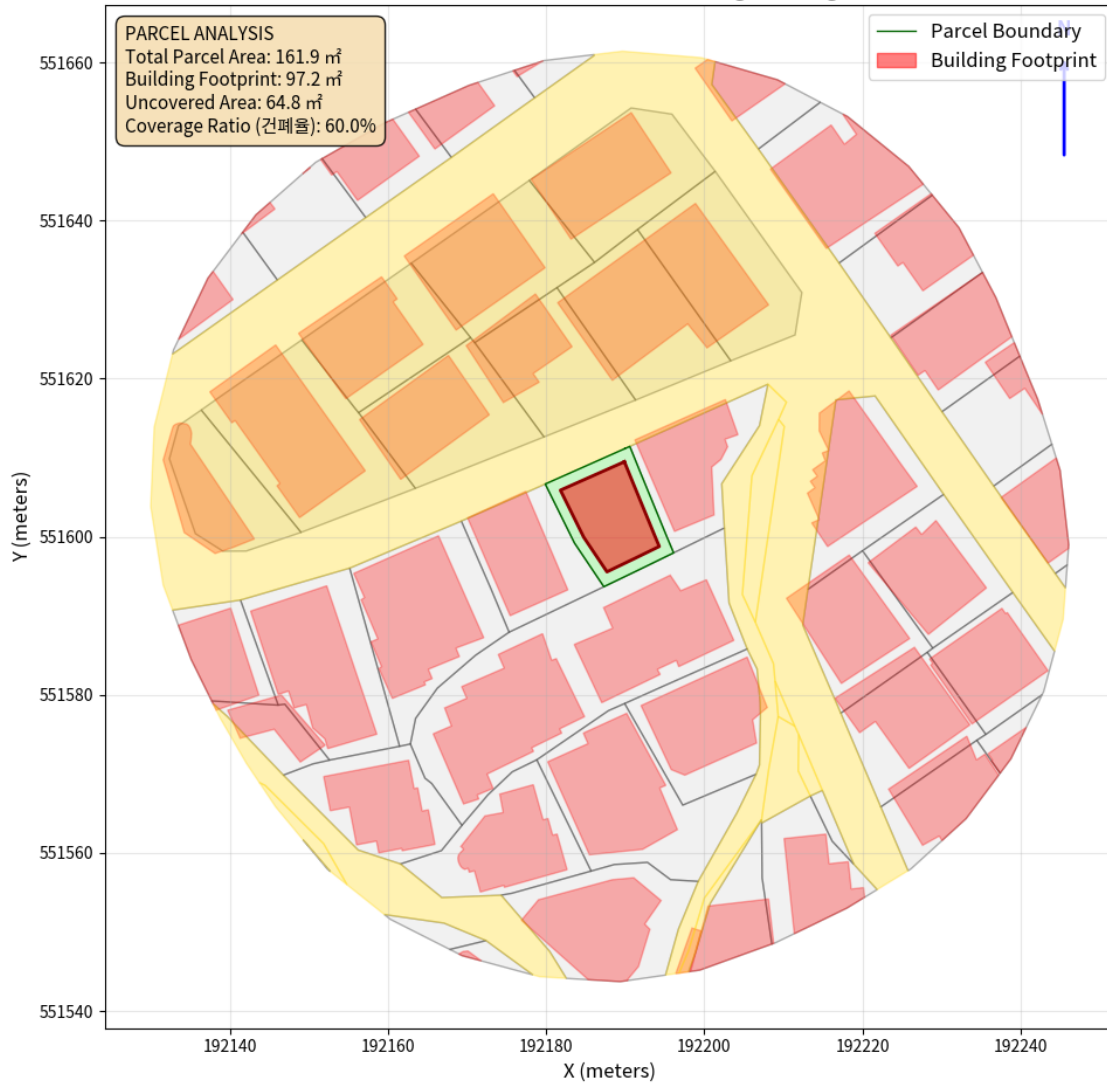 PARCEL ANALYSIS
Total Parcel Area: 161.9 ㎡
Building Footprint: 97.2 ㎡
Uncovered Area: 64.8 ㎡
Coverage Ratio (건폐율): 60.0%
Parcel Boundary
Building Footprint
N
551660
551640
551620
551600
551580
551560
551540
Y (meters)
192140
192160
192180
192200
192220
192240
X (meters)